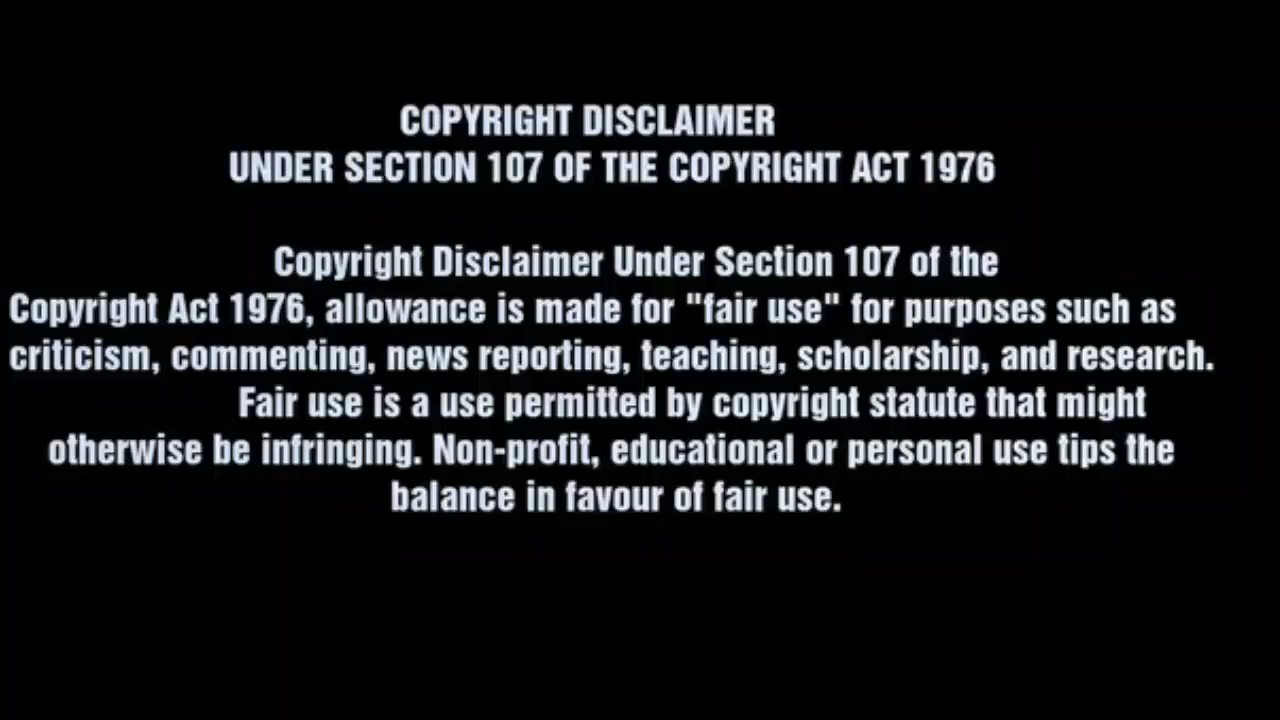 COPYRIGHT DISCLAIMER
UNDER SECTION 107 OF THE COPYRIGHT ACT 1976
Copyright Disclaimer Under Section 107 of the
Copyright Act 1976, allowance is made for "fair use" for purposes such as
criticism, commenting, news reporting, teaching, scholarship, and research.
Fair use is a use permitted by copyright statute that might
otherwise be infringing. Non-profit, educational or personal use tips the
balance in favour of fair use.